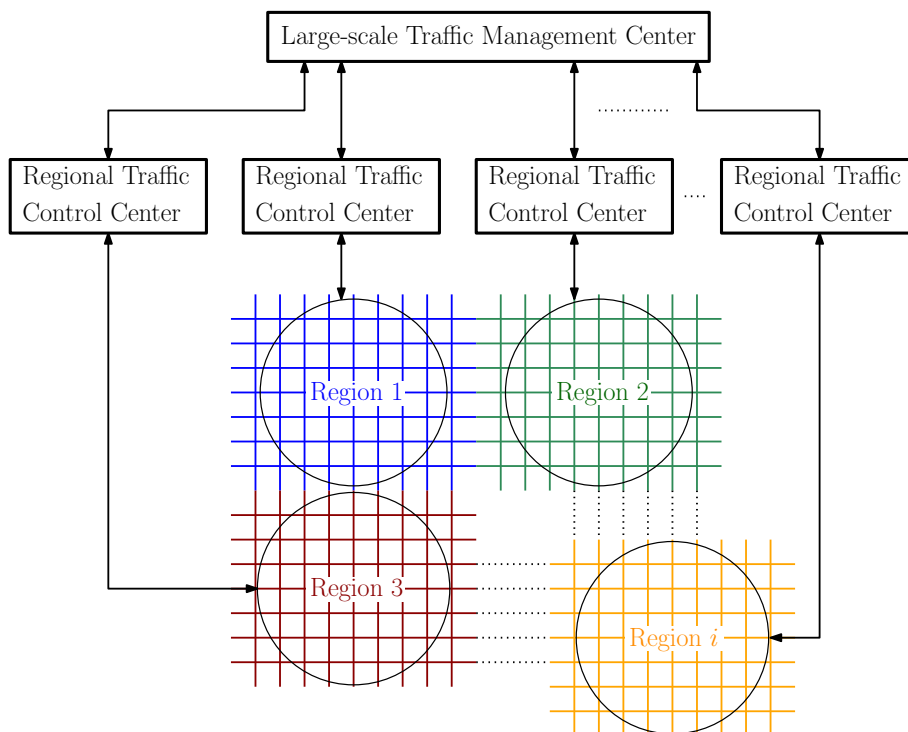 Large-scale Traffic Management Center
Regional Traffic
Control Center
Regional Traffic
Control Center
Regional Traffic
Control Center
Regional Traffic
Control Center
Region 1
Region 2
Region 3
Region i